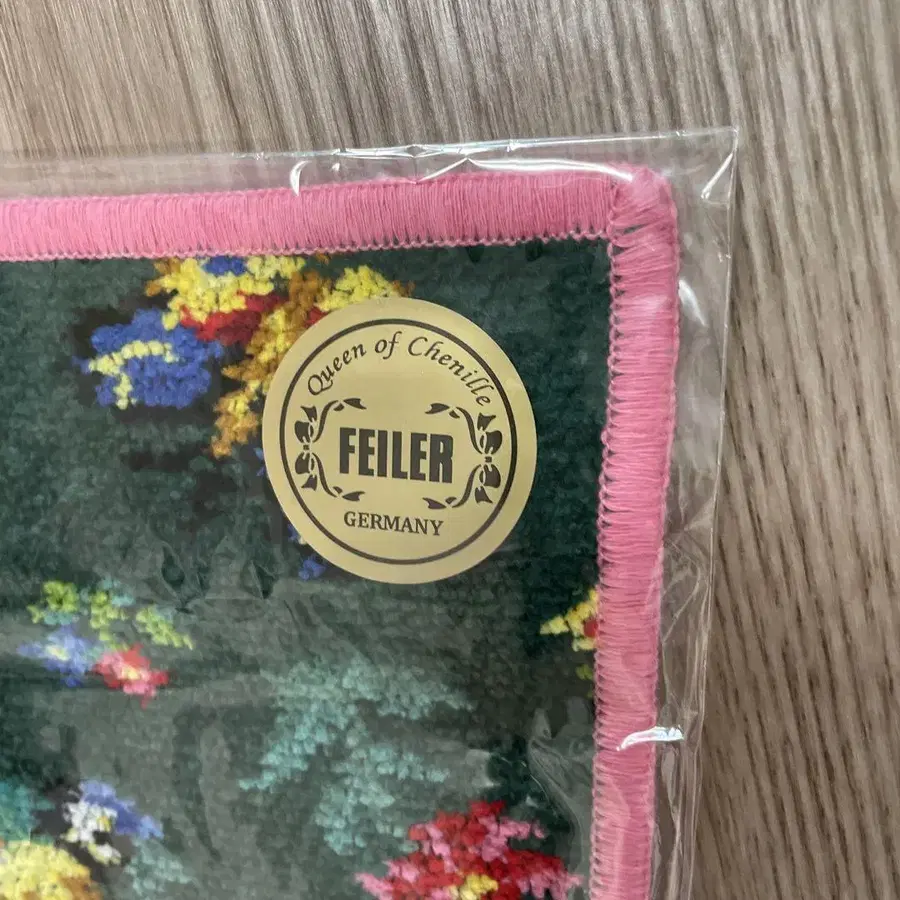 Queen of Chenille
FEILER
GERMANY